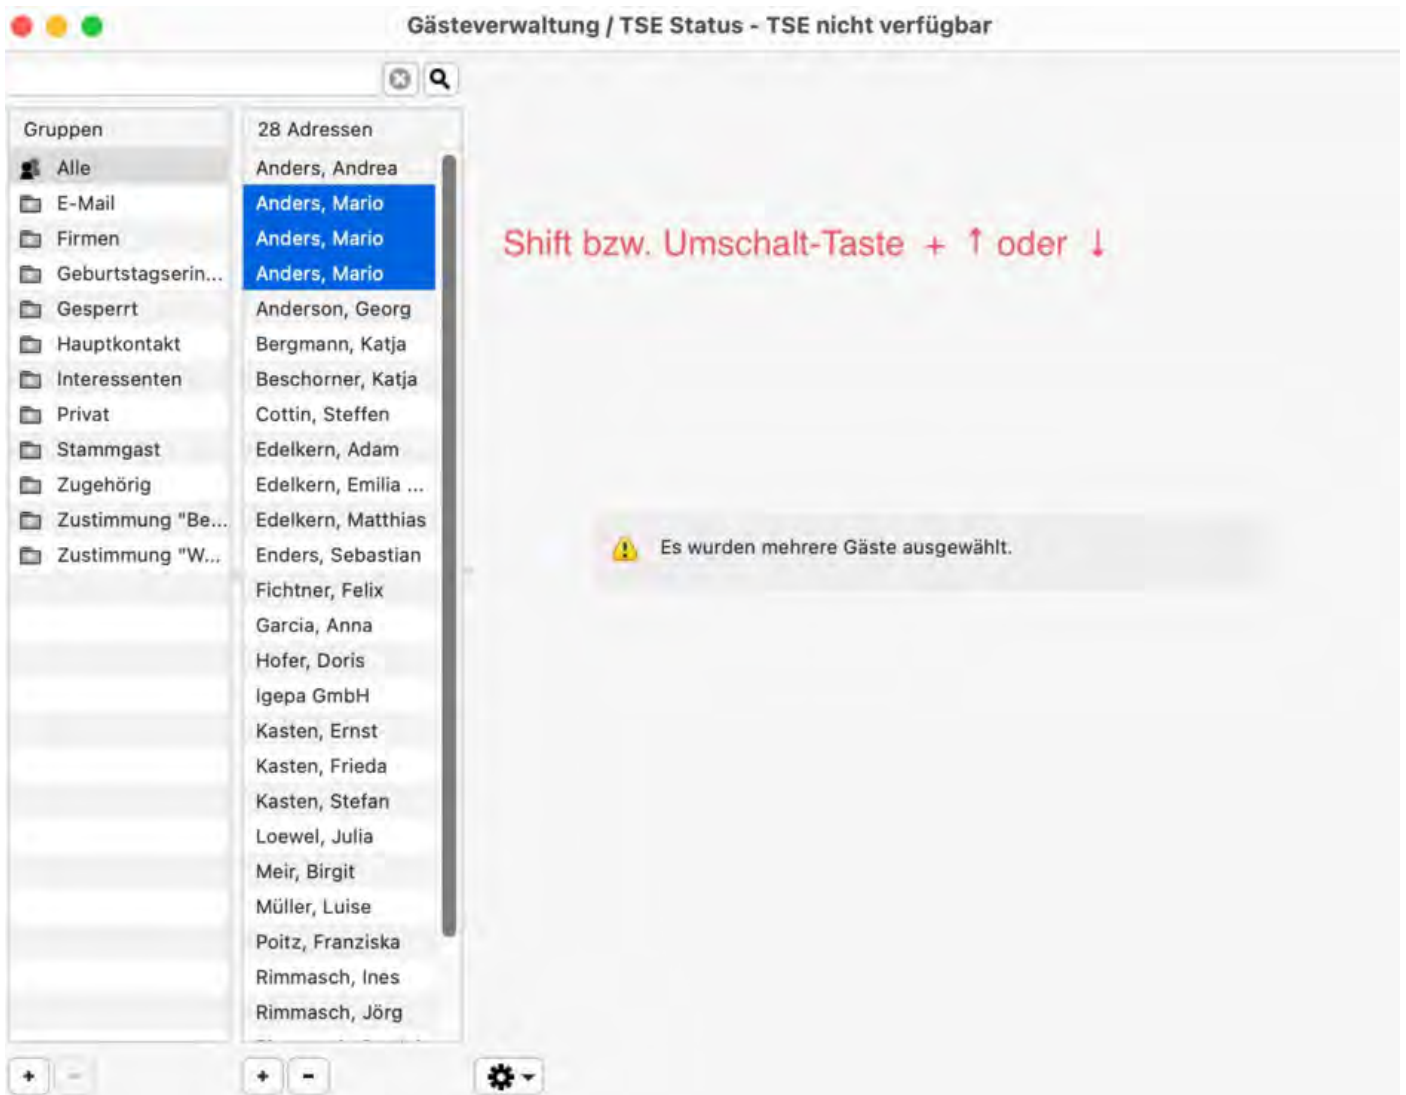 Gästeverwaltung / TSE Status - TSE nicht verfügbar
Gruppen
Alle
E-Mail
Firmen
Geburtstagserin...
Gesperrt
Hauptkontakt
Interessenten
Privat
Stammgast
Zugehörig
Zustimmung "Be...
Zustimmung "W...
28 Adressen
Anders, Andrea
Anders, Mario
Anders, Mario
Anders, Mario
Anderson, Georg
Bergmann, Katja
Beschorner, Katja
Cottin, Steffen
Edelkern, Adam
Edelkern, Emilia ...
Edelkern, Matthias
Enders, Sebastian
Fichtner, Felix
Garcia, Anna
Hofer, Doris
Igepa GmbH
Kasten, Ernst
Kasten, Frieda
Kasten, Stefan
Loewel, Julia
Meir, Birgit
Müller, Luise
Poitz, Franziska
Rimmasch, Ines
Rimmasch, Jörg
Shift bzw. Umschalt-Taste + ↑ oder ↓
Es wurden mehrere Gäste ausgewählt.